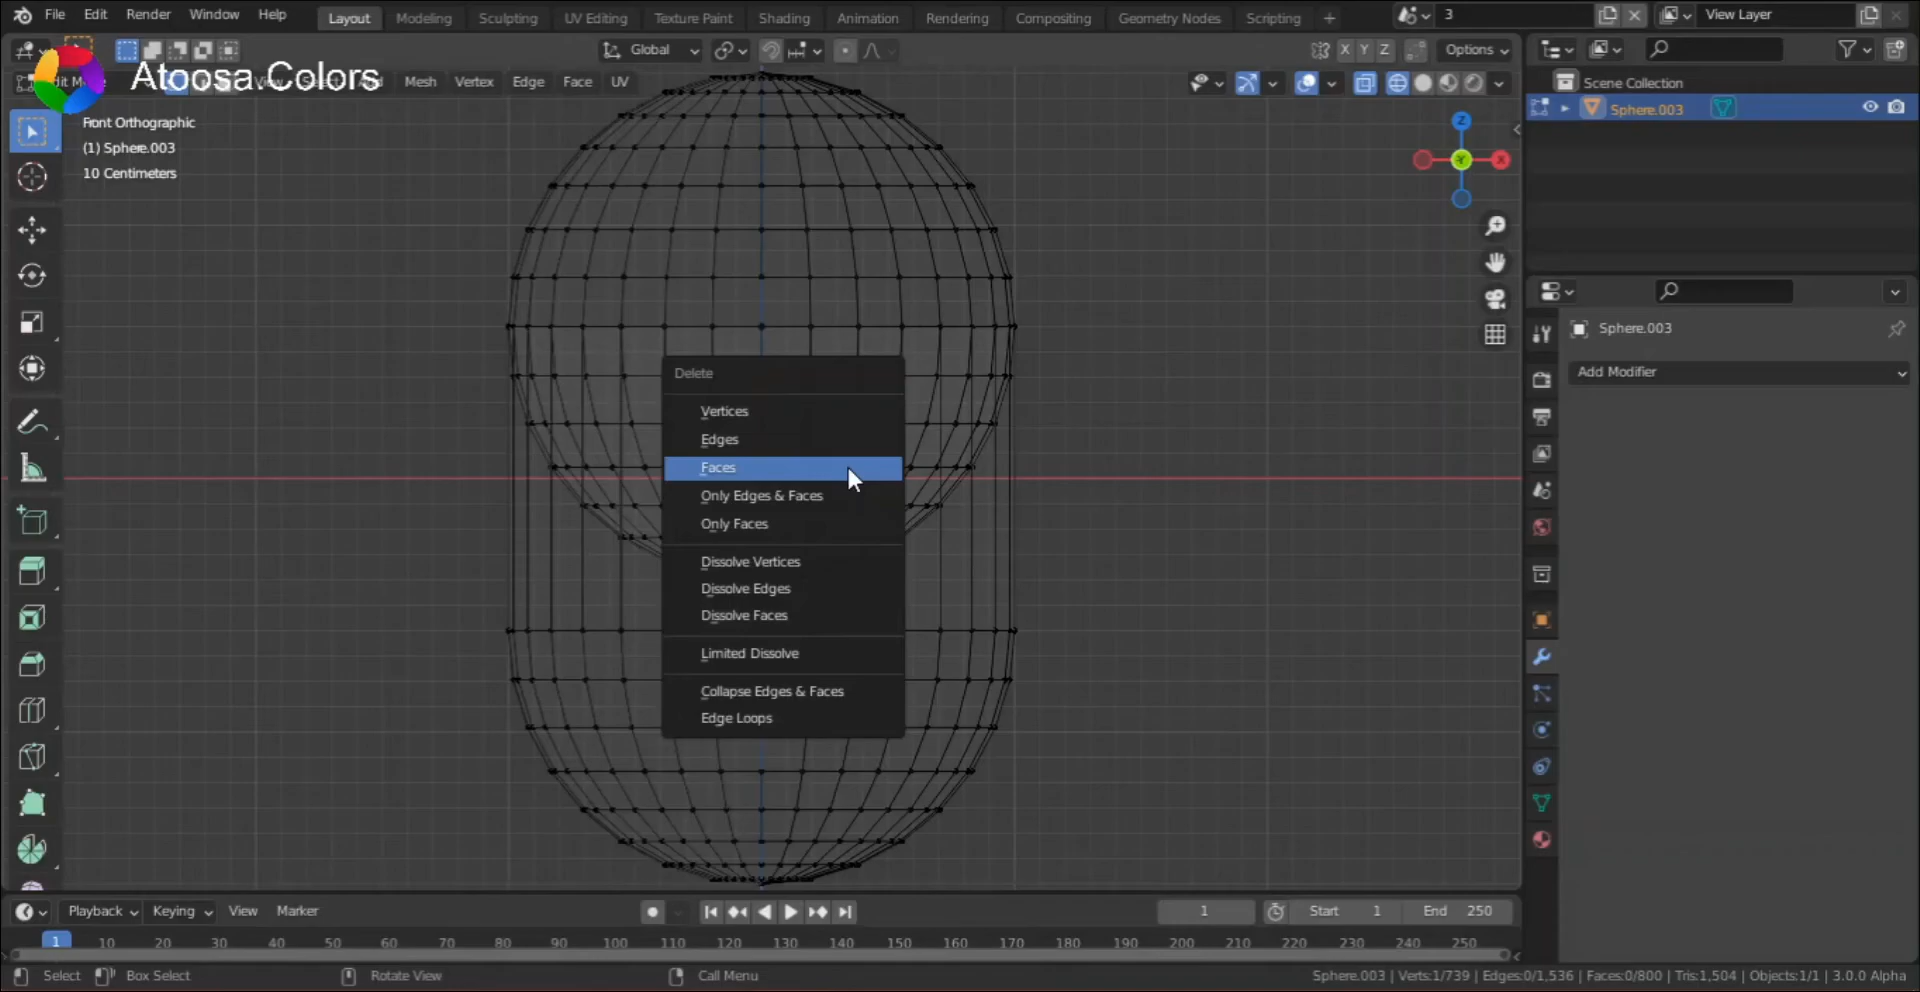 File Edit Render Window Help Layout Modeling Sculpting UV Editing Texture Paint Shading Animation Rendering Compositing Geometry Nodes Scripting + 3 View Layer
Global X Y Z Options
Atoosa.Colors
Mesh Vertex Edge Face UV
Scene Collection
Sphere.003
Front Orthographic
(1) Sphere.003
10 Centimeters
Z
Y X
Sphere.003
Add Modifier
Delete
Vertices
Edges
Faces
Only Edges & Faces
Only Faces
Dissolve Vertices
Dissolve Edges
Dissolve Faces
Limited Dissolve
Collapse Edges & Faces
Edge Loops
Playback Keying View Marker 1 Start 1 End 250
1 10 20 30 40 50 60 70 80 90 100 110 120 130 140 150 160 170 180 190 200 210 220 230 240 250
Select Box Select Rotate View Call Menu Sphere.003 | Verts:1/739 | Edges:0/1,536 | Faces:0/800 | Tris:1,504 | Objects:1/1 | 3.0.0 Alpha